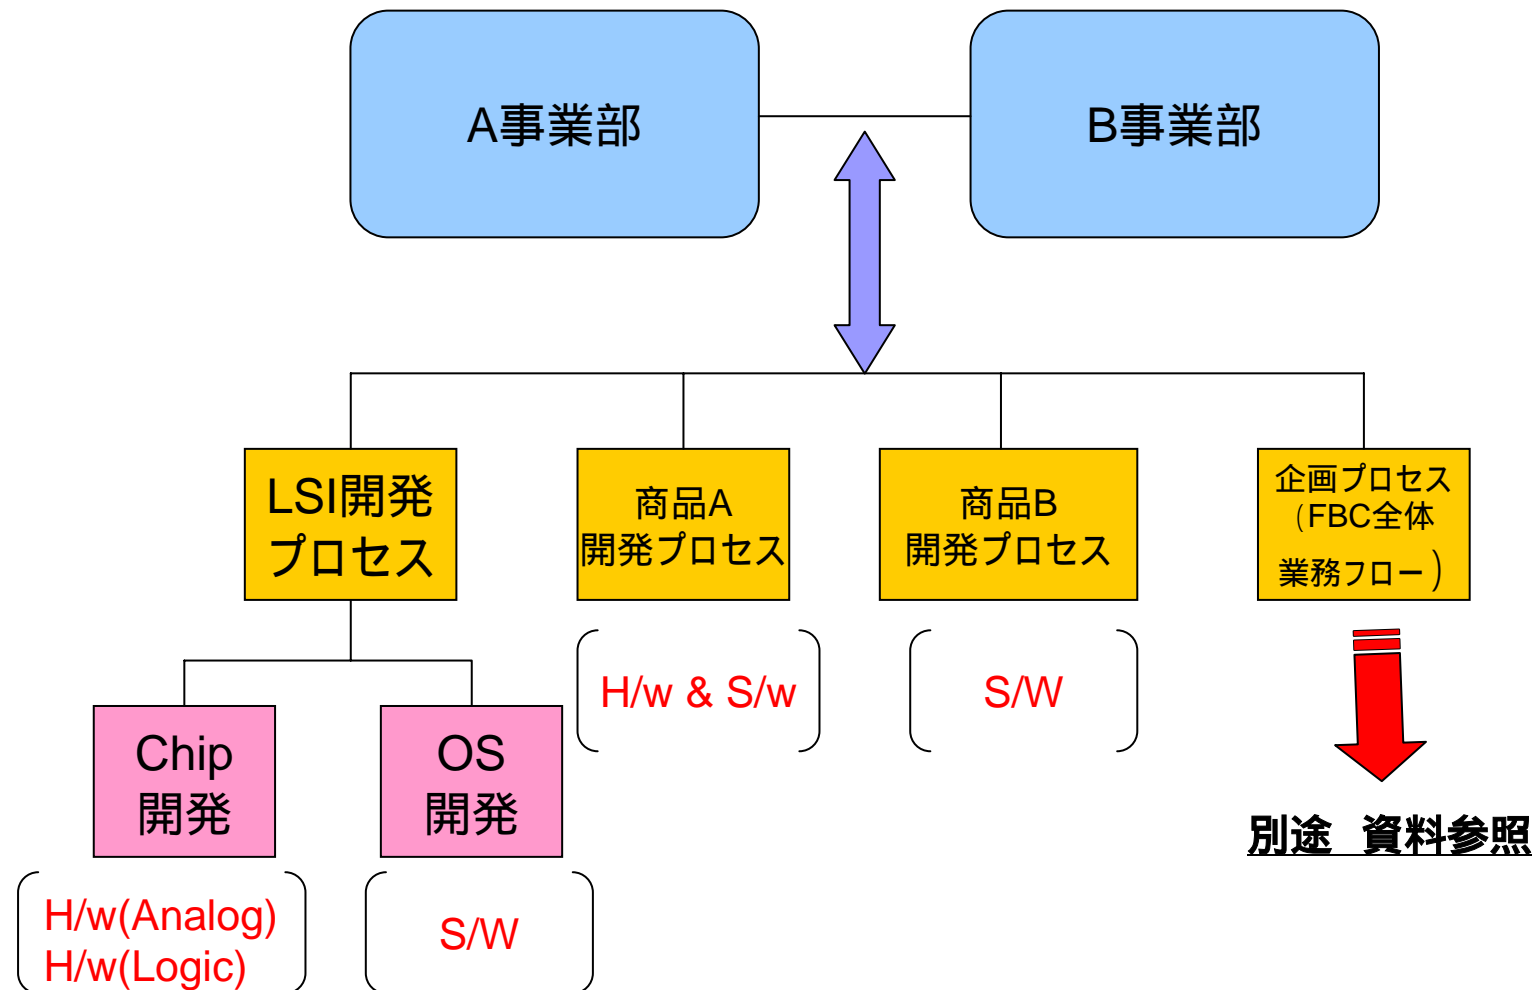 A事業部
B事業部
LSI開発
プロセス
商品A
開発プロセス
商品B
開発プロセス
企画プロセス
（FBC全体
業務フロー）
H/w & S/w
S/W
Chip
開発
OS
開発
別途　資料参照
H/w(Analog)
H/w(Logic)
S/W